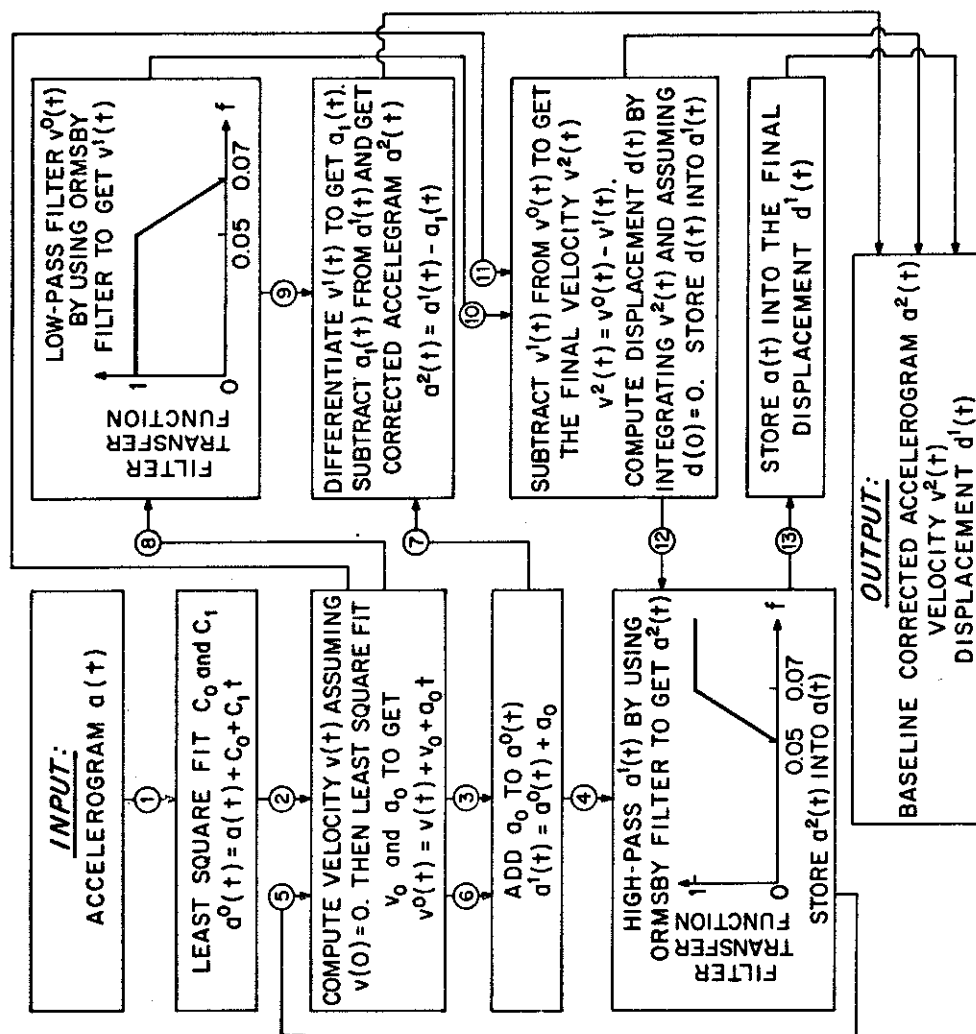 INPUT:
ACCELEROGRAM a(t)
1
LEAST SQUARE FIT C₀ and C₁
a⁰(t) = a(t) + C₀ + C₁ t
5
2
COMPUTE VELOCITY v(t) ASSUMING
v(0) = 0. THEN LEAST SQUARE FIT
v₀ and a₀ TO GET
v⁰(t) = v(t) + v₀ + a₀ t
6
3
ADD a₀ TO a⁰(t)
a¹(t) = a⁰(t) + a₀
4
HIGH-PASS a¹(t) BY USING
ORMSBY FILTER TO GET a²(t)
FILTER
TRANSFER
FUNCTION
1
0
0.05
0.07
f
STORE a²(t) INTO a(t)
7
8
LOW-PASS FILTER v⁰(t)
BY USING ORMSBY
FILTER TO GET v¹(t)
FILTER
TRANSFER
FUNCTION
1
0
0.05
0.07
f
9
DIFFERENTIATE v¹(t) TO GET a₁(t).
SUBTRACT a₁(t) FROM a¹(t) AND GET
CORRECTED ACCELEGRAM a²(t)
a²(t) = a¹(t) - a₁(t)
10
11
SUBTRACT v¹(t) FROM v⁰(t) TO GET
THE FINAL VELOCITY v²(t)
v²(t) = v⁰(t) - v¹(t).
COMPUTE DISPLACEMENT d(t) BY
INTEGRATING v²(t) AND ASSUMING
d(0) = 0. STORE d(t) INTO a¹(t)
12
13
STORE a(t) INTO THE FINAL
DISPLACEMENT d¹(t)
OUTPUT:
BASELINE CORRECTED ACCELEROGRAM a²(t)
VELOCITY v²(t)
DISPLACEMENT d¹(t)